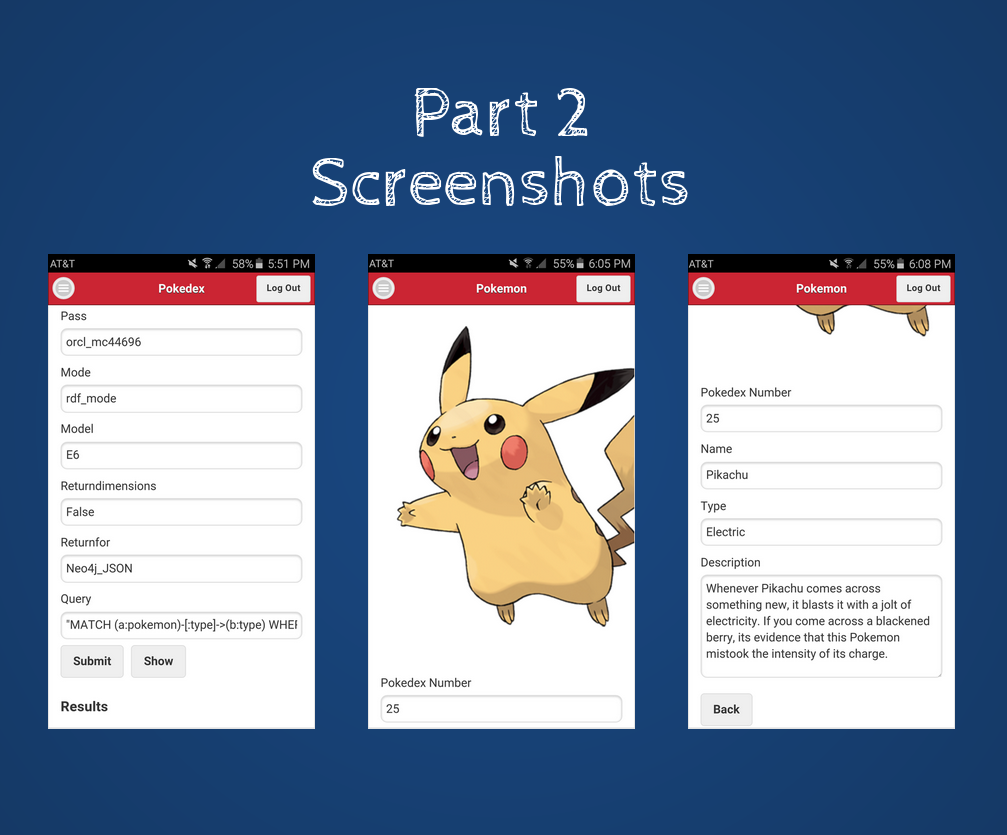 Part 2
Screenshots
AT&T 58% 5:51 PM
Pokedex
Log Out
Pass
orcl_mc44696
Mode
rdf_mode
Model
E6
Returndimensions
False
Returnfor
Neo4j_JSON
Query
"MATCH (a:pokemon)-[:type]->(b:type) WHER
Submit
Show
Results
AT&T 55% 6:05 PM
Pokemon
Log Out
Pokedex Number
25
AT&T 55% 6:08 PM
Pokemon
Log Out
Pokedex Number
25
Name
Pikachu
Type
Electric
Description
Whenever Pikachu comes across
something new, it blasts it with a jolt of
electricity. If you come across a blackened
berry, its evidence that this Pokemon
mistook the intensity of its charge.
Back